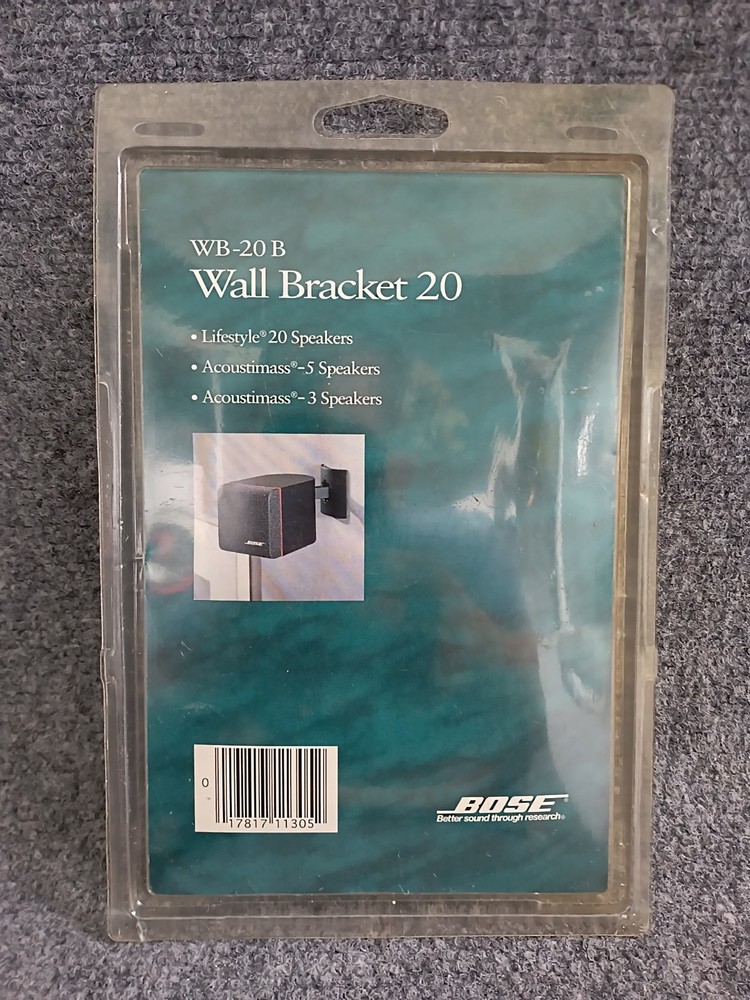 WB-20 B
Wall Bracket 20
• Lifestyle® 20 Speakers
• Acoustimass®-5 Speakers
• Acoustimass®-3 Speakers
BOSE
0
17817 11305
BOSE®
Better sound through research®